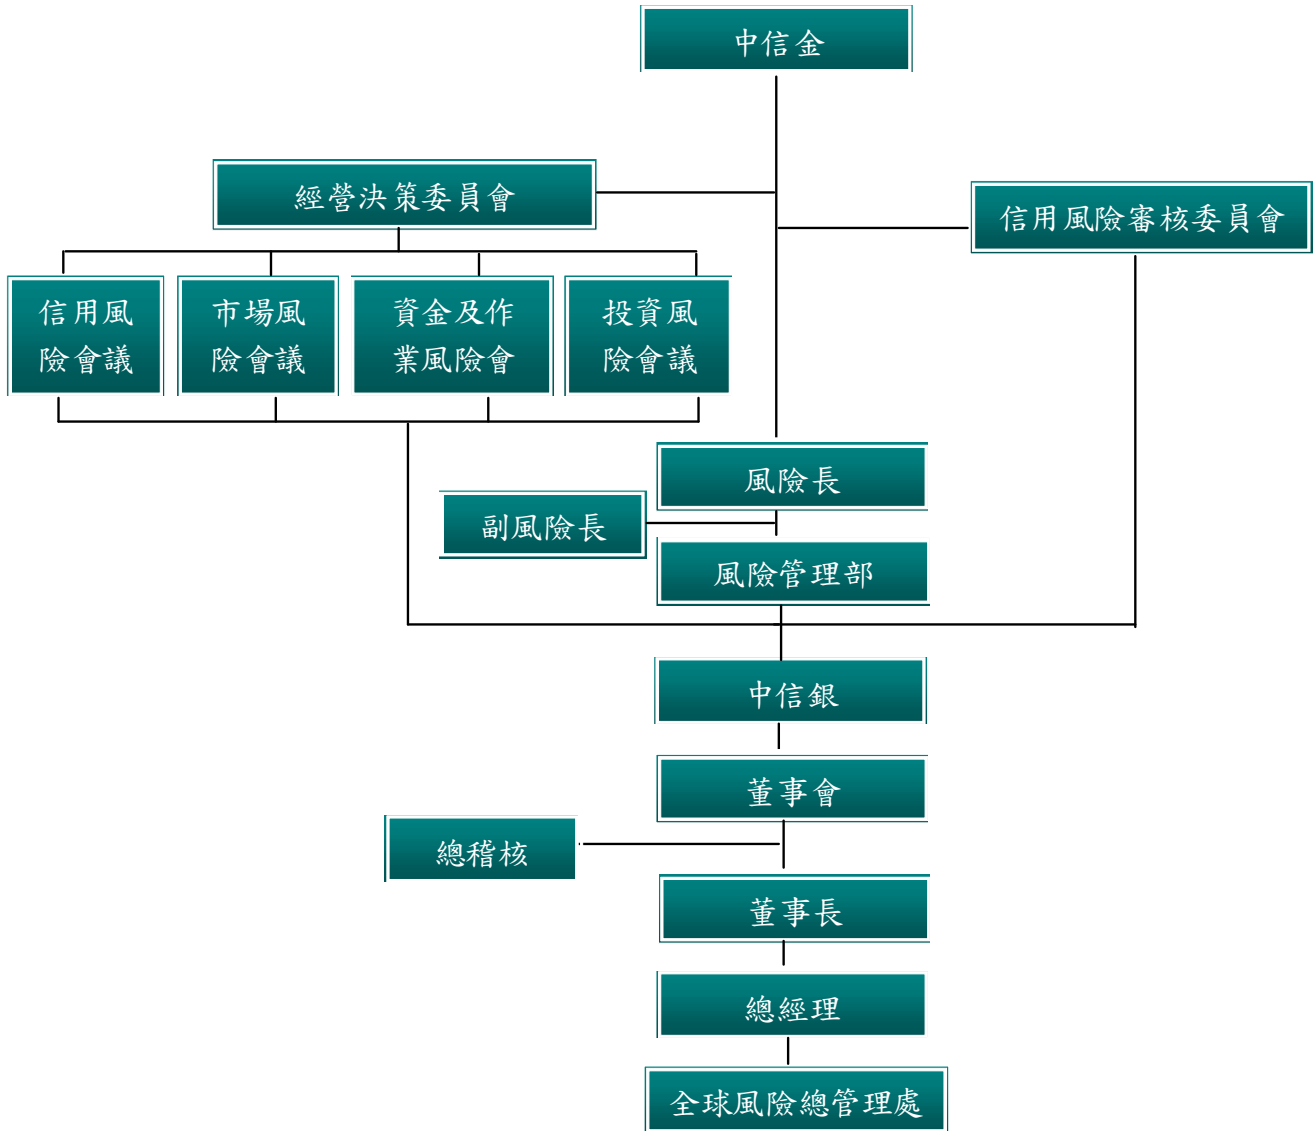 中信金
經營決策委員會
信用風險審核委員會
信用風
險會議
市場風
險會議
資金及作
業風險會
投資風
險會議
風險長
副風險長
風險管理部
中信銀
董事會
總稽核
董事長
總經理
全球風險總管理處